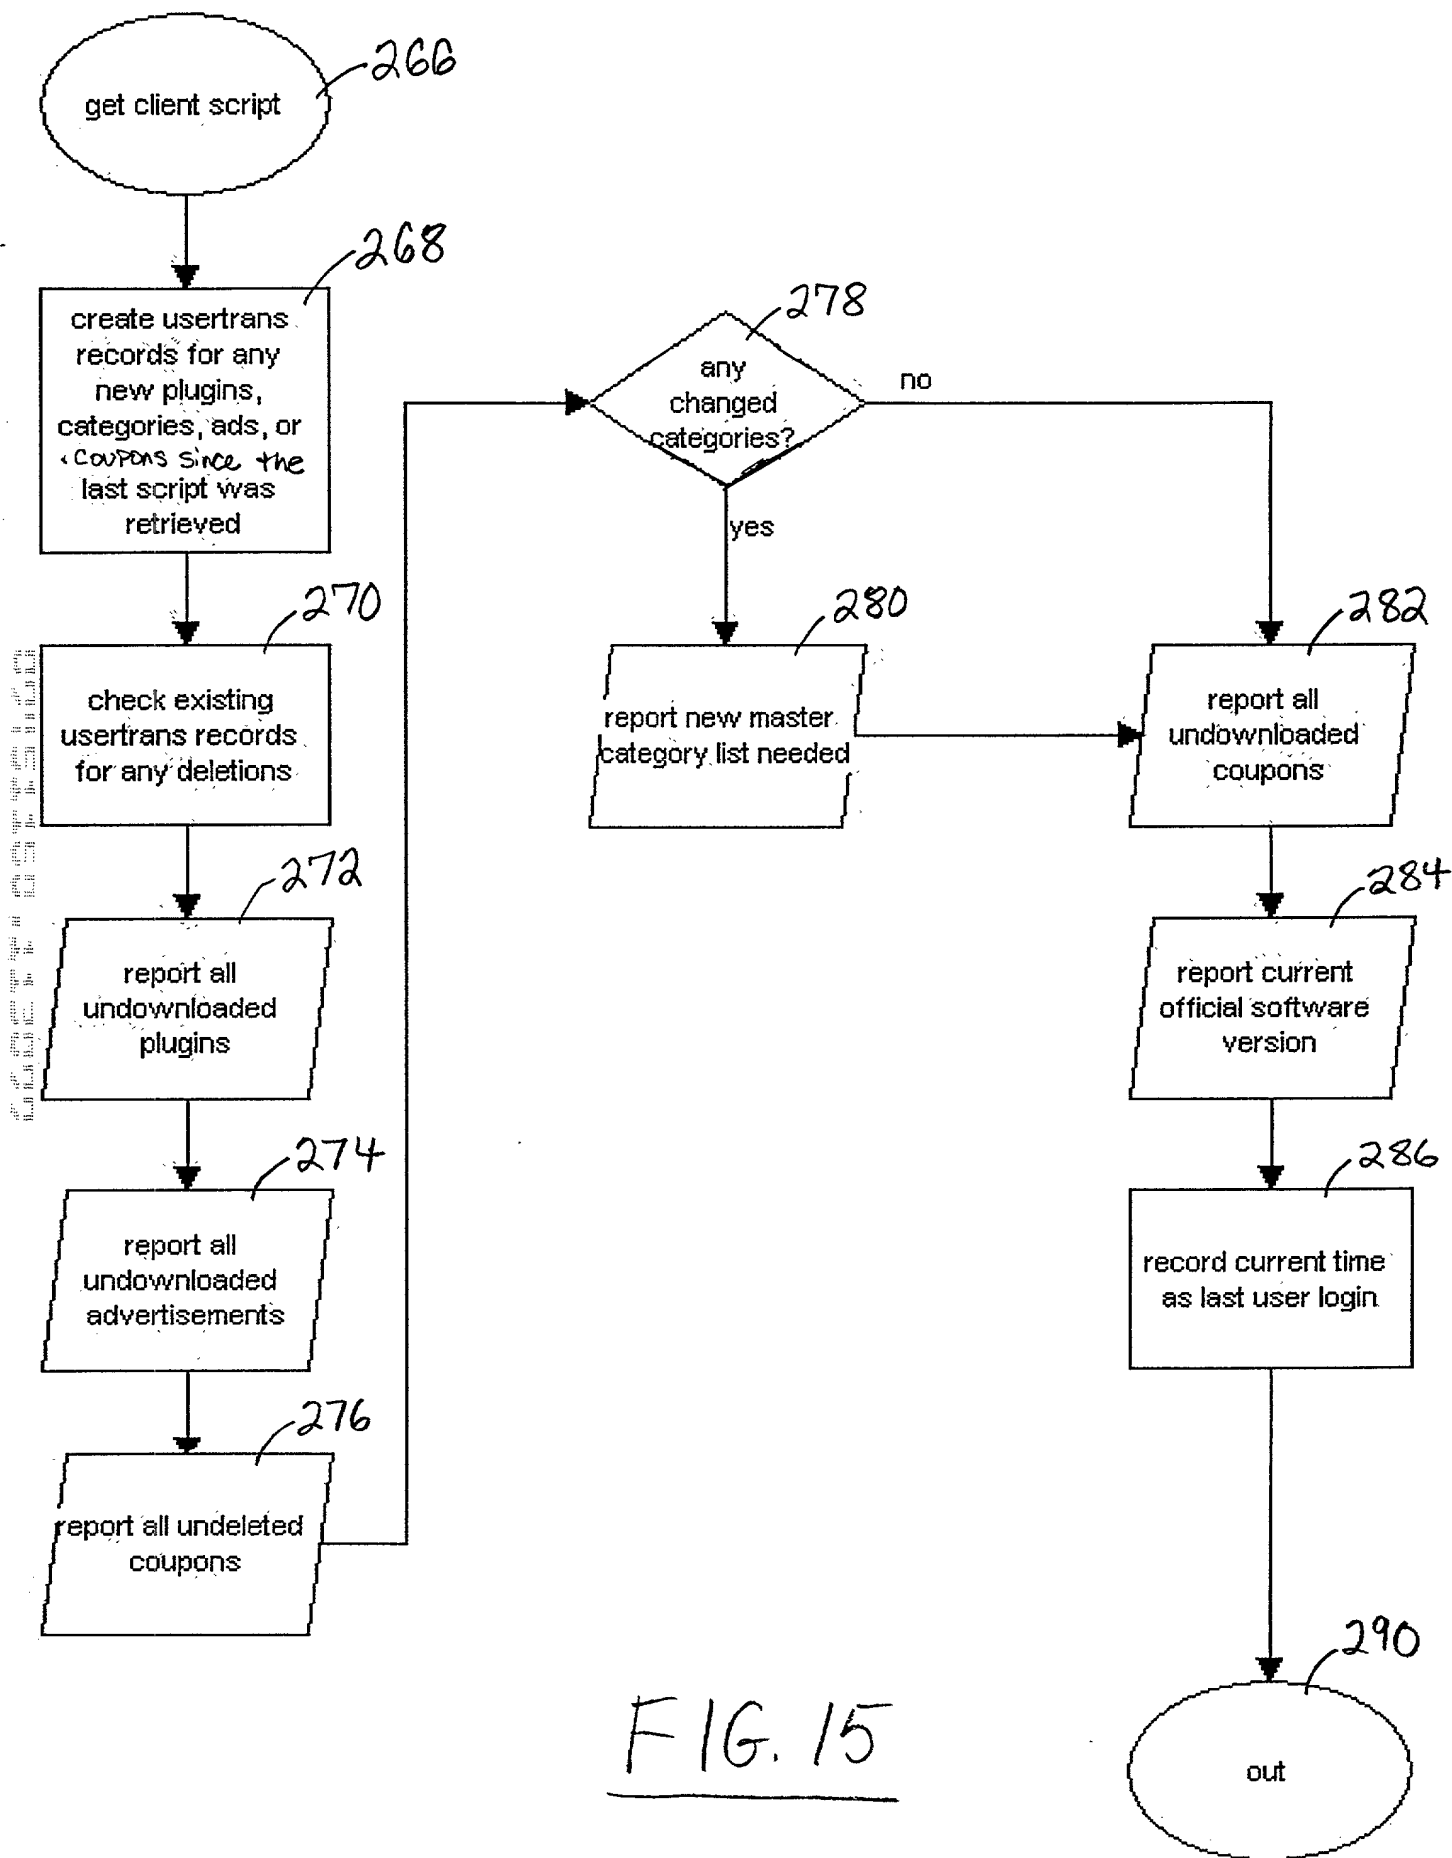 266
get client script
268
create usertrans
records for any
new plugins,
categories, ads, or
coupons since the
last script was
retrieved
270
check existing
usertrans records
for any deletions
272
report all
undownloaded
plugins
274
report all
undownloaded
advertisements
276
report all undeleted
coupons
278
any
changed
categories?
no
yes
280
report new master
category list needed
282
report all
undownloaded
coupons
284
report current
official software
version
286
record current time
as last user login
290
out
FIG. 15